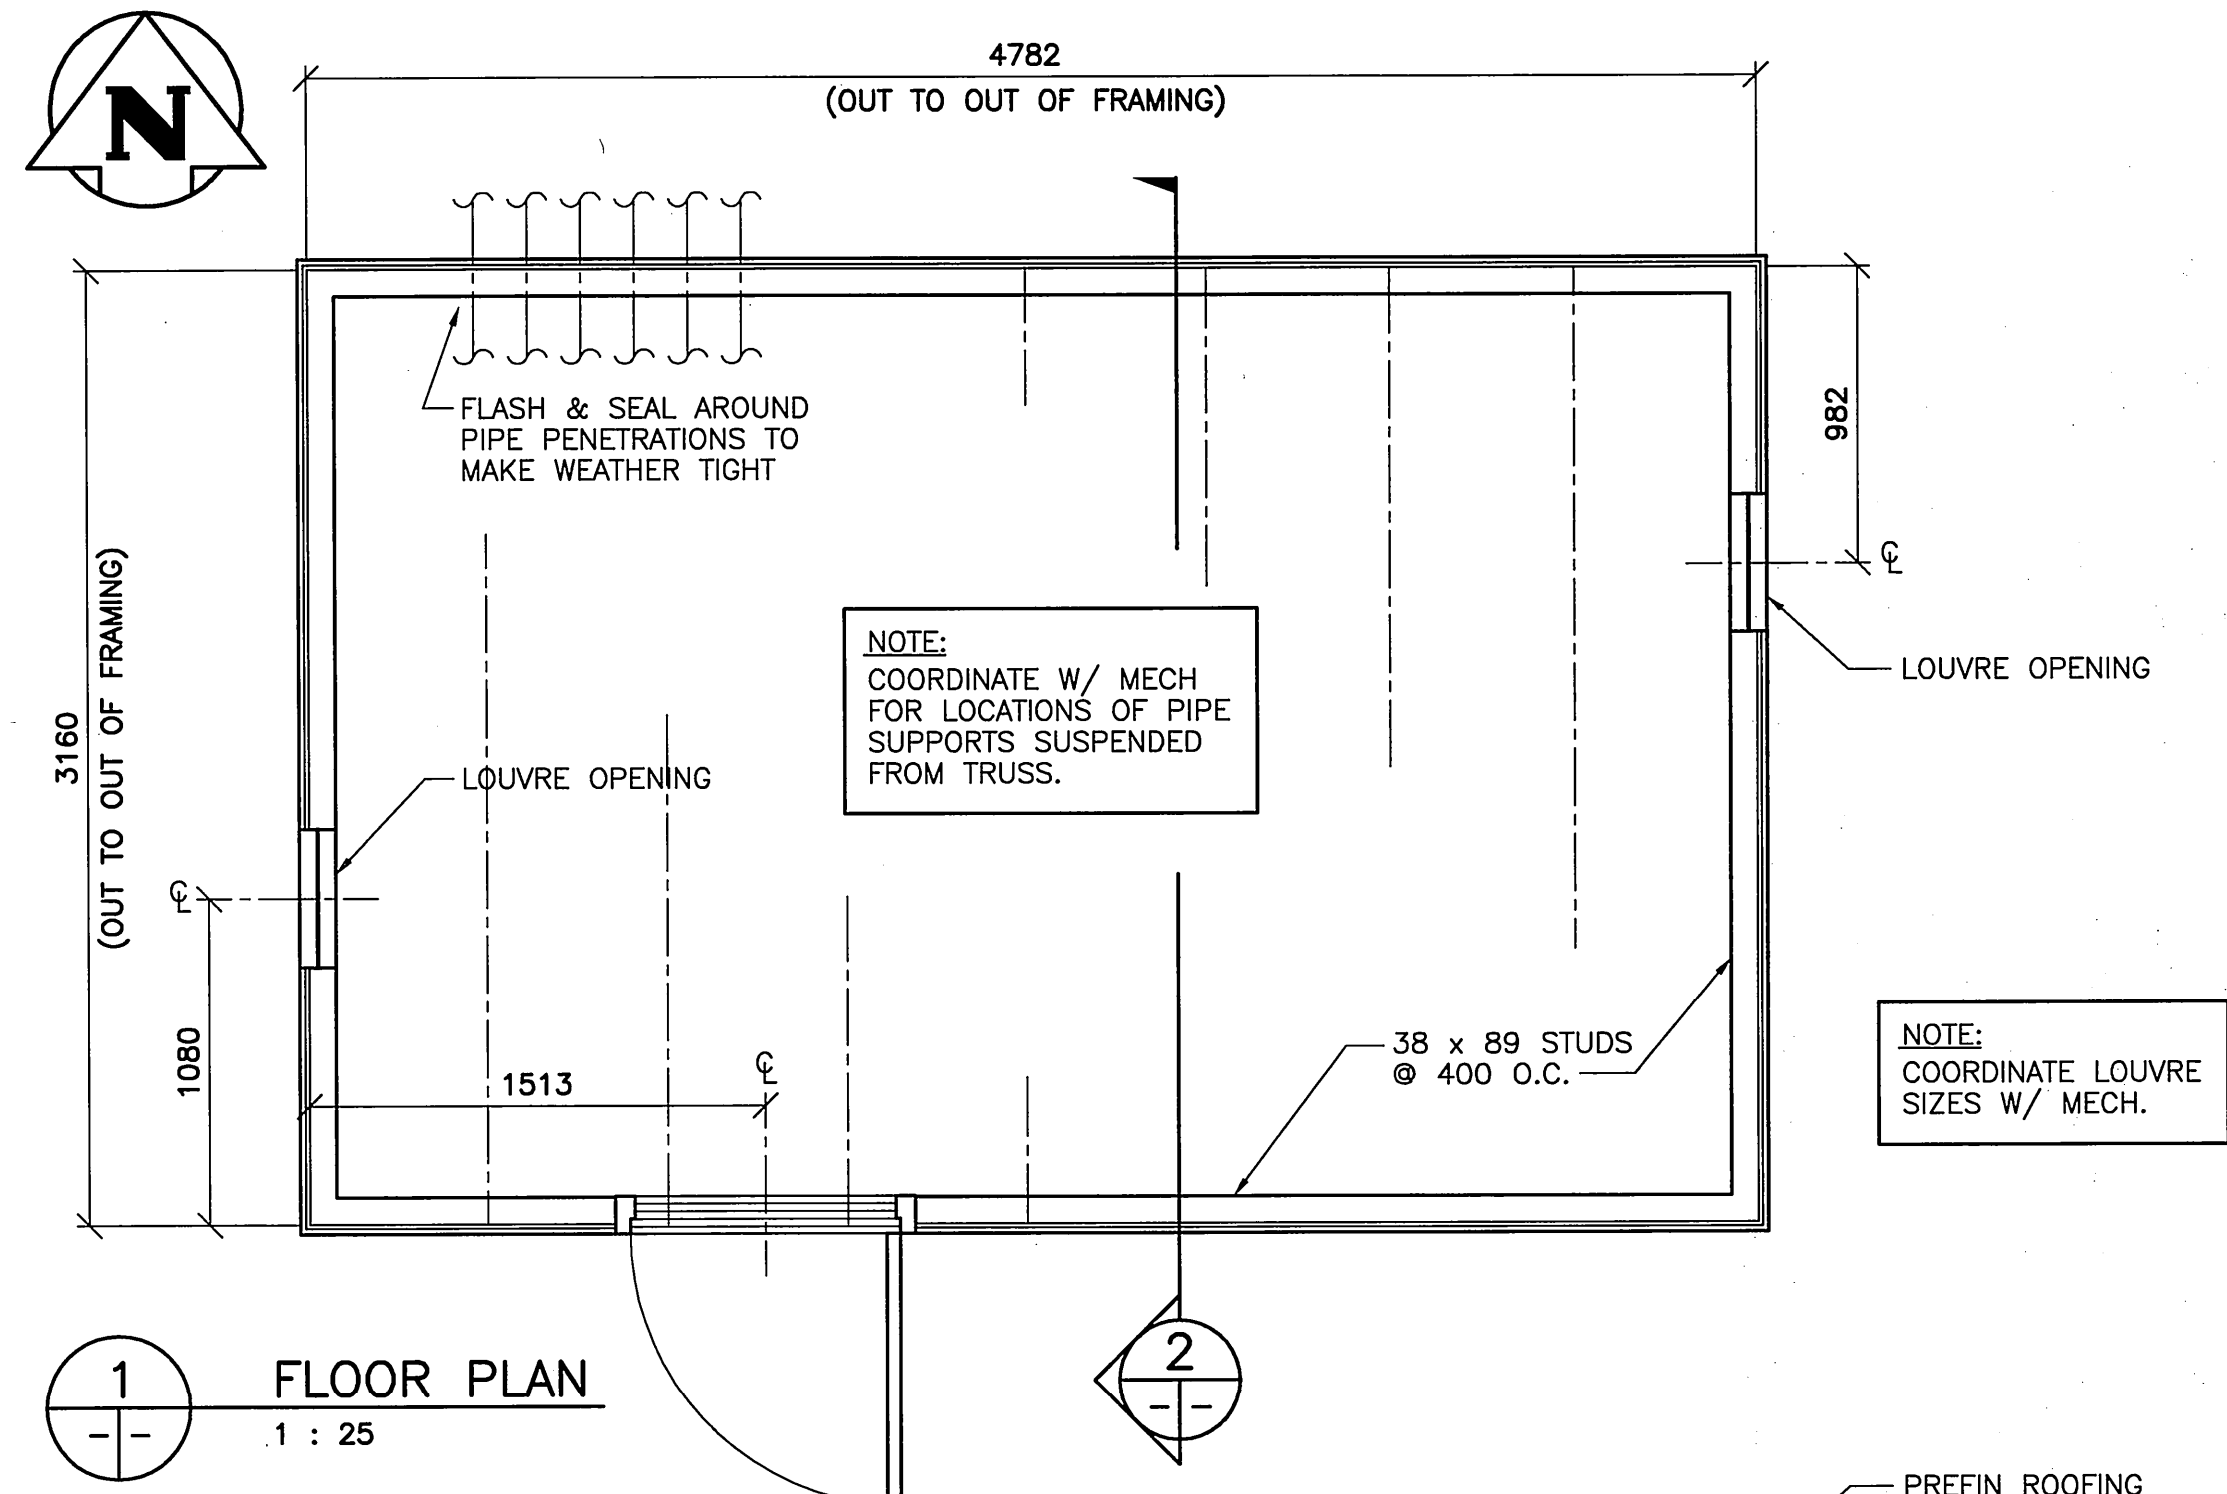 N
4782
(OUT TO OUT OF FRAMING)
FLASH & SEAL AROUND
PIPE PENETRATIONS TO
MAKE WEATHER TIGHT
982
℄
LOUVRE OPENING
NOTE:
COORDINATE W/ MECH
FOR LOCATIONS OF PIPE
SUPPORTS SUSPENDED
FROM TRUSS.
3160
(OUT TO OUT OF FRAMING)
LOUVRE OPENING
℄
1080
1513
℄
38 x 89 STUDS
@ 400 O.C.
NOTE:
COORDINATE LOUVRE
SIZES W/ MECH.
1
- -
FLOOR PLAN
1 : 25
2
- -
PREFIN ROOFING